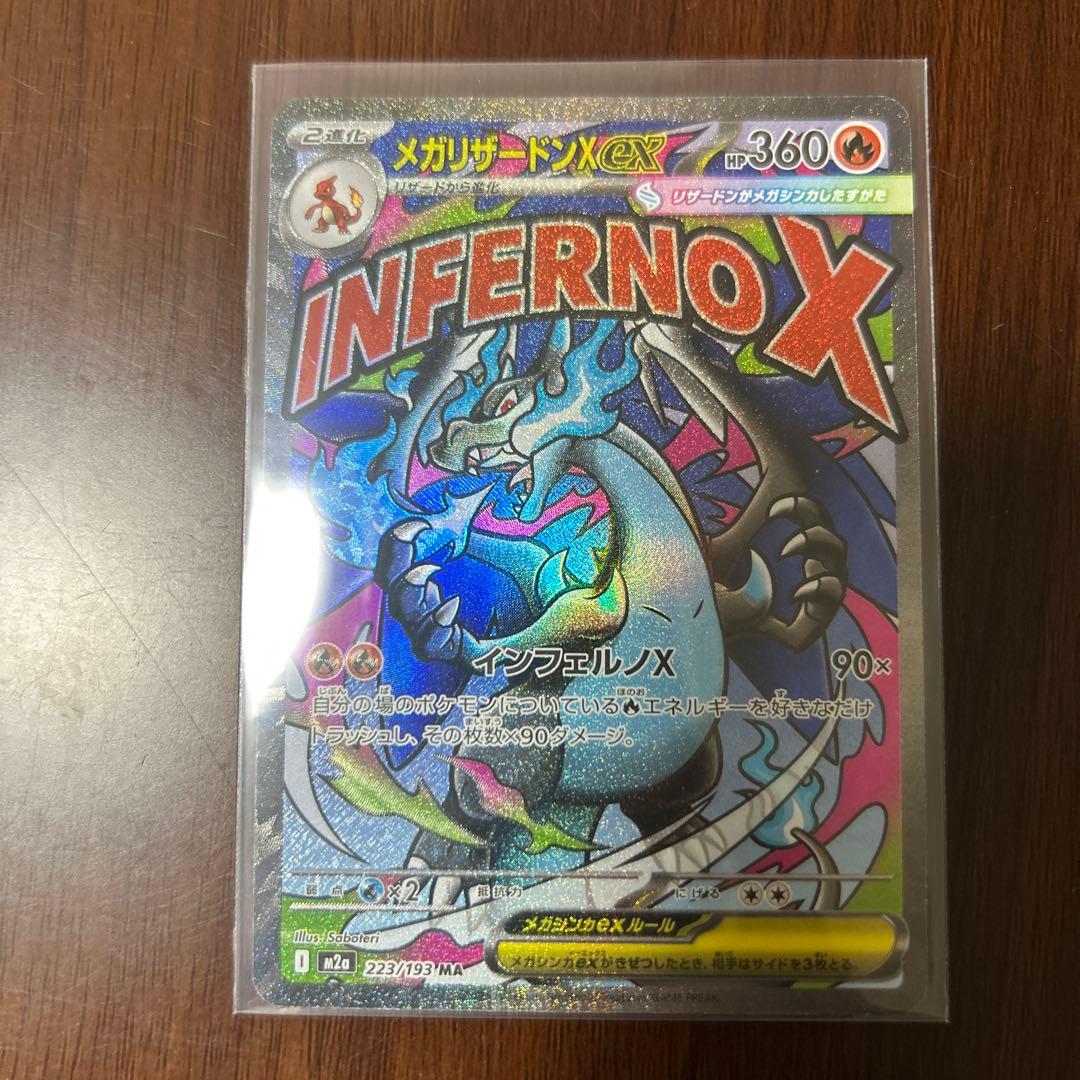 2進化
メガリザードンXex
HP360
リザードから進化
リザードンがメガシンカしたすがた
INFERNO X
インフェルノX 90×
自分の場のポケモンについているエネルギーを好きなだけ
トラッシュし、その枚数×90ダメージ。
弱点 ×2 抵抗力 にげる
Illus. Saboteri
メガシンカexルール
メガシンカexがきぜつしたとき、相手はサイドを3枚とる。
I m2a 223/193 MA
GAME FREAK